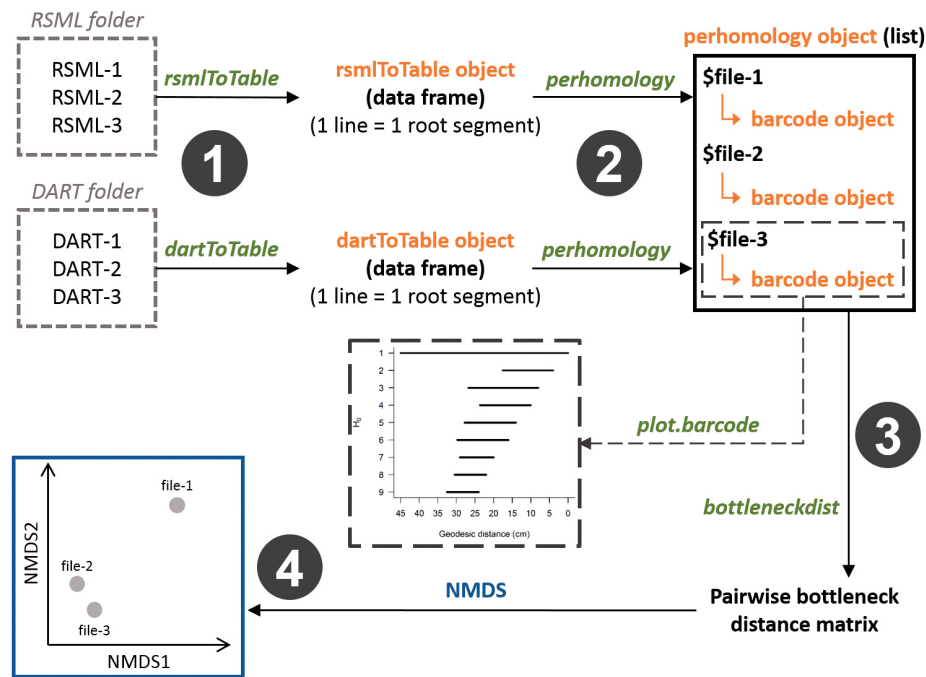 RSML folder
RSML-1
RSML-2
RSML-3
rsmlToTable
1
rsmlToTable object
(data frame)
(1 line = 1 root segment)
perhomology
2
perhomology object (list)
$file-1
barcode object
$file-2
barcode object
$file-3
barcode object
DART folder
DART-1
DART-2
DART-3
dartToTable
dartToTable object
(data frame)
(1 line = 1 root segment)
perhomology
1
2
3
4
5
6
7
8
9
H0
45 40 35 30 25 20 15 10 5 0
Geodesic distance (cm)
plot.barcode
3
bottleneckdist
Pairwise bottleneck
distance matrix
NMDS
4
NMDS2
file-1
file-2
file-3
NMDS1